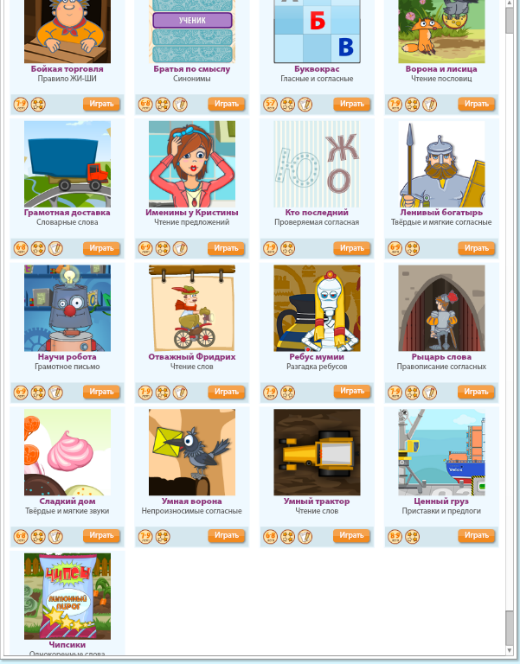 УЧЕНИК
Б
В
Бойкая торговля
Правило ЖИ-ШИ
Братья по смыслу
Синонимы
Буквокрас
Гласные и согласные
Ворона и лисица
Чтение пословиц
Играть
Играть
Играть
Играть
Ю
Ж
О
Грамотная доставка
Словарные слова
Именины у Кристины
Чтение предложений
Кто последний
Проверяемая согласная
Ленивый богатырь
Твёрдые и мягкие согласные
Играть
Играть
Играть
Играть
Научи робота
Грамотное письмо
Отважный Фридрих
Чтение слов
Ребус мумии
Разгадка ребусов
Рыцарь слова
Правописание согласных
Играть
Играть
Играть
Играть
Сладкий дом
Твёрдые и мягкие звуки
Умная ворона
Непроизносимые согласные
Умный трактор
Чтение слов
Ценный груз
Приставки и предлоги
Играть
Играть
Играть
Играть
ЧИПСЫ
ПИРОГ
Чипсики
Однокоренные слова